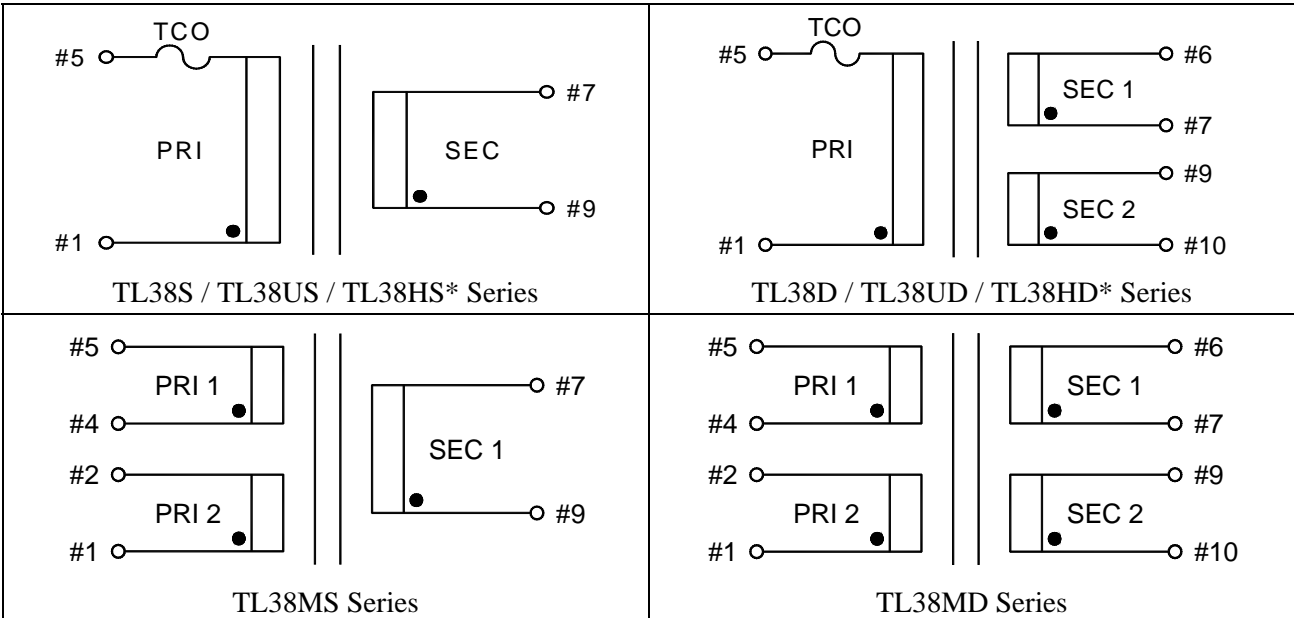 TCO
#5
PRI
#1
#7
SEC
#9
TL38S / TL38US / TL38HS* Series
TCO
#5
PRI
#1
#6
SEC 1
#7
#9
SEC 2
#10
TL38D / TL38UD / TL38HD* Series
#5
PRI 1
#4
#2
PRI 2
#1
#7
SEC 1
#9
TL38MS Series
#5
PRI 1
#4
#2
PRI 2
#1
#6
SEC 1
#7
#9
SEC 2
#10
TL38MD Series